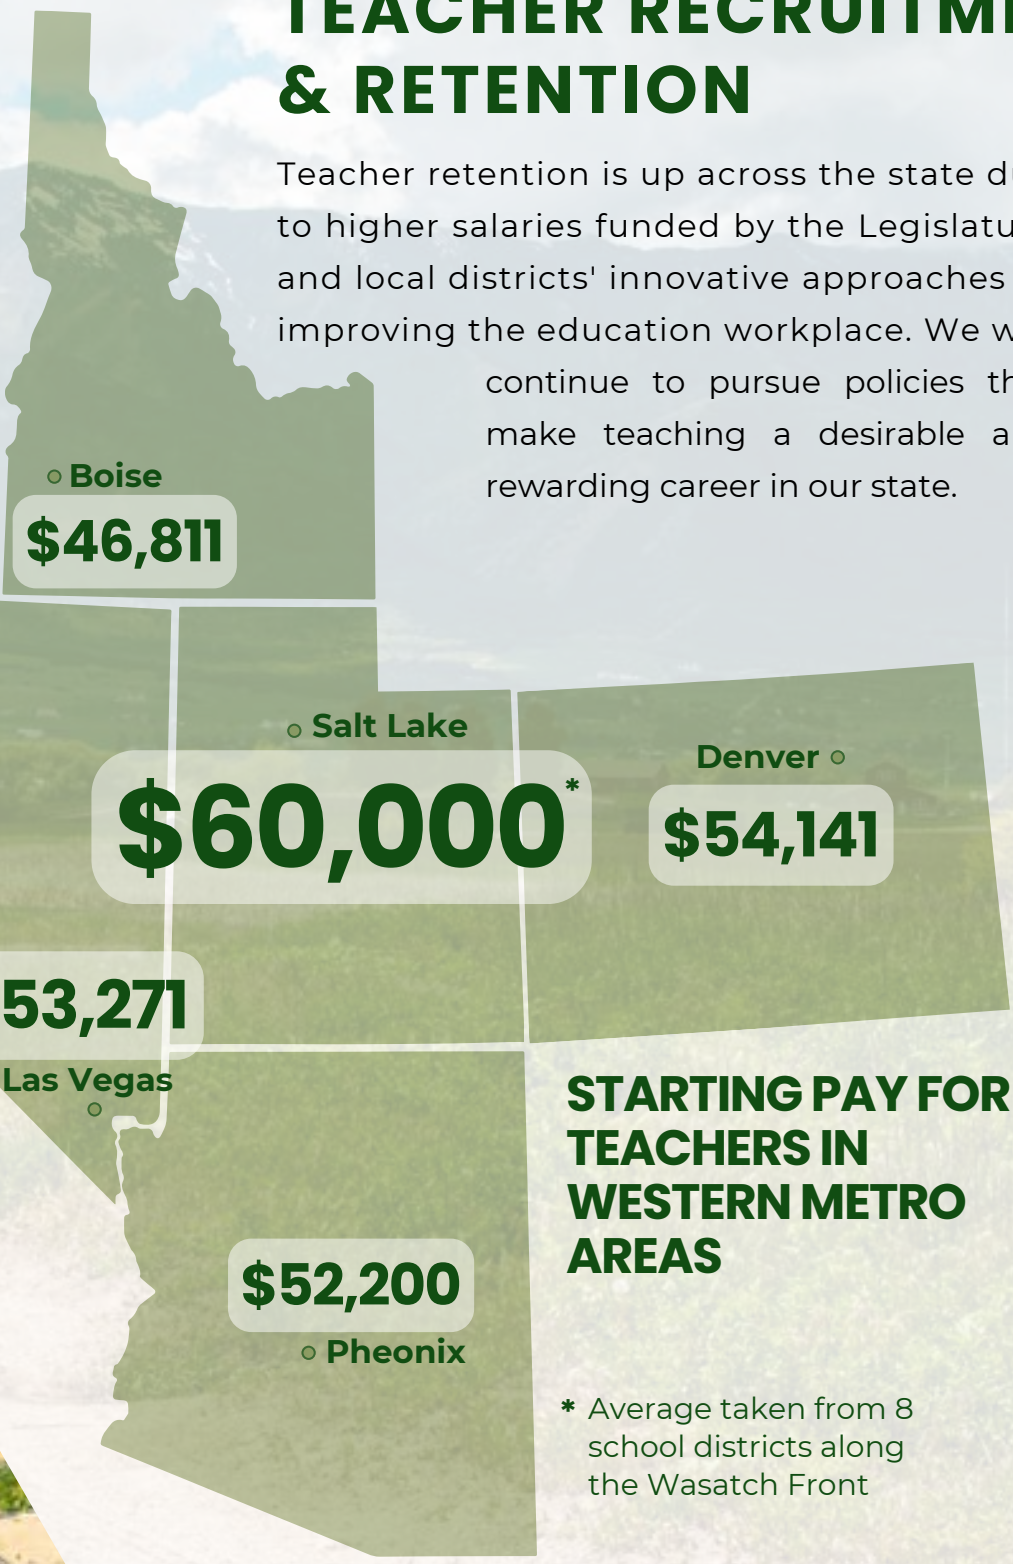 TEACHER RECRUITME
& RETENTION
Teacher retention is up across the state du
to higher salaries funded by the Legislatu
and local districts' innovative approaches
improving the education workplace. We w
continue to pursue policies th
make teaching a desirable a
rewarding career in our state.
Boise
$46,811
Salt Lake
$60,000*
Denver
$54,141
53,271
Las Vegas
$52,200
Pheonix
STARTING PAY FOR
TEACHERS IN
WESTERN METRO
AREAS
* Average taken from 8
school districts along
the Wasatch Front